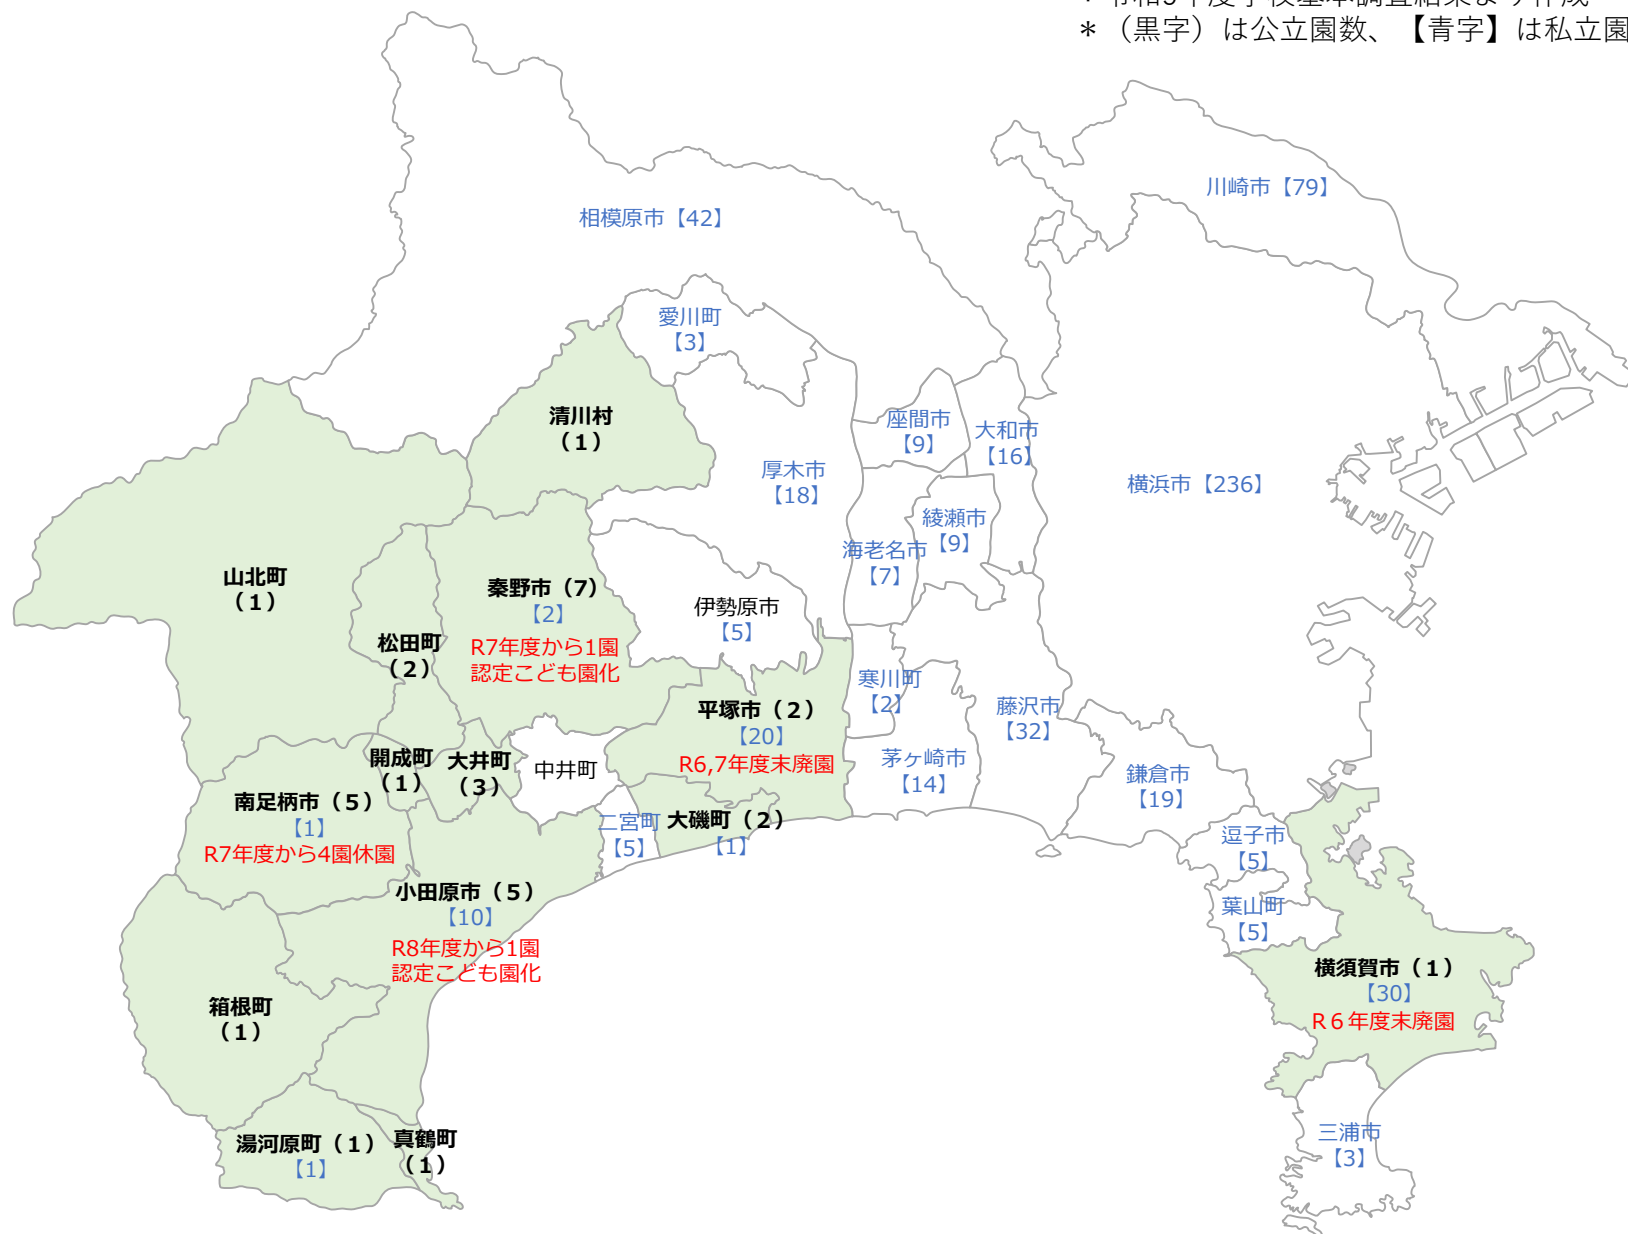 ＊（黒字）は公立園数、【青字】は私立園
川崎市【79】
相模原市【42】
愛川町
【3】
清川村
（1）
座間市
【9】
大和市
【16】
厚木市
【18】
横浜市【236】
綾瀬市
【9】
海老名市
【7】
山北町
（1）
秦野市（7）
【2】
R7年度から1園
認定こども園化
伊勢原市
【5】
松田町
（2）
寒川町
【2】
藤沢市
【32】
平塚市（2）
【20】
R6,7年度末廃園
開成町
（1）
大井町
（3）
中井町
茅ヶ崎市
【14】
鎌倉市
【19】
南足柄市（5）
【1】
R7年度から4園休園
二宮町
【5】
大磯町（2）
【1】
逗子市
【5】
小田原市（5）
【10】
R8年度から1園
認定こども園化
葉山町
【5】
横須賀市（1）
【30】
R６年度末廃園
箱根町
（1）
湯河原町（1）
【1】
真鶴町
（1）
三浦市
【3】